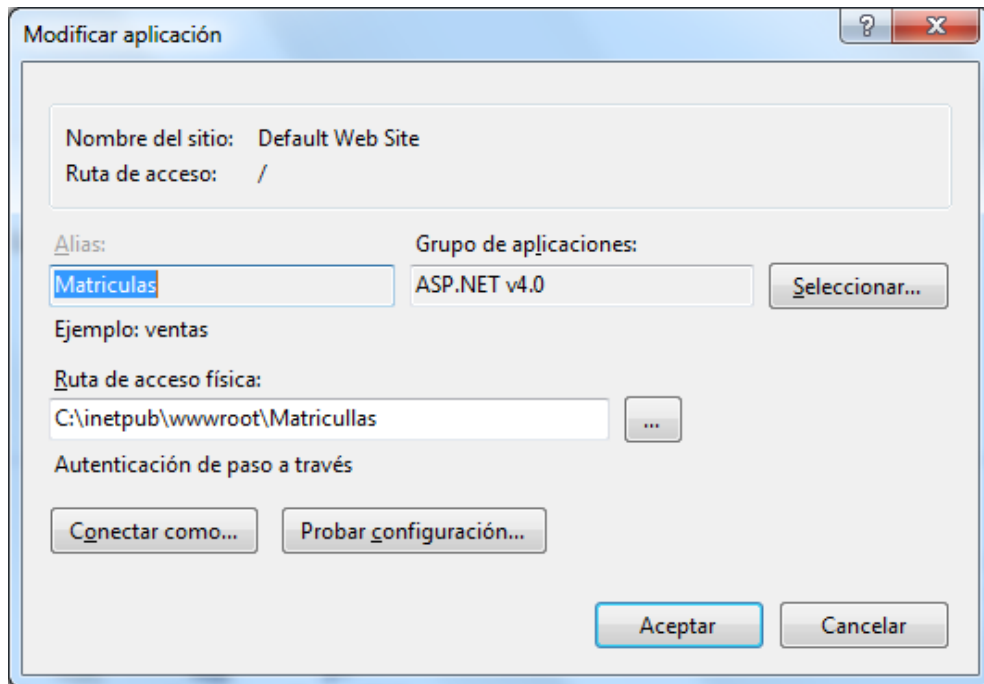 Modificar aplicación
Nombre del sitio: Default Web Site
Ruta de acceso: /
Alias: Grupo de aplicaciones:
Matriculas ASP.NET v4.0 Seleccionar...
Ejemplo: ventas
Ruta de acceso física:
C:\inetpub\wwwroot\Matricullas ...
Autenticación de paso a través
Conectar como... Probar configuración...
Aceptar Cancelar